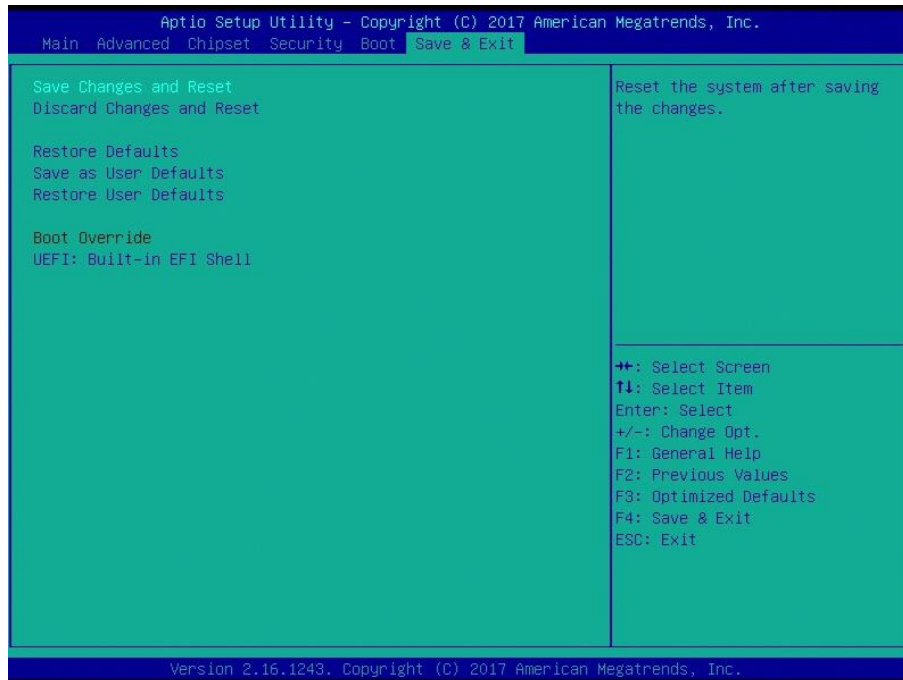 Aptio Setup Utility – Copyright (C) 2017 American Megatrends, Inc.
Main Advanced Chipset Security Boot Save & Exit
Save Changes and Reset
Discard Changes and Reset
Restore Defaults
Save as User Defaults
Restore User Defaults
Boot Override
UEFI: Built-in EFI Shell
Reset the system after saving
the changes.
→←: Select Screen
↑↓: Select Item
Enter: Select
+/-: Change Opt.
F1: General Help
F2: Previous Values
F3: Optimized Defaults
F4: Save & Exit
ESC: Exit
Version 2.16.1243. Copyright (C) 2017 American Megatrends, Inc.